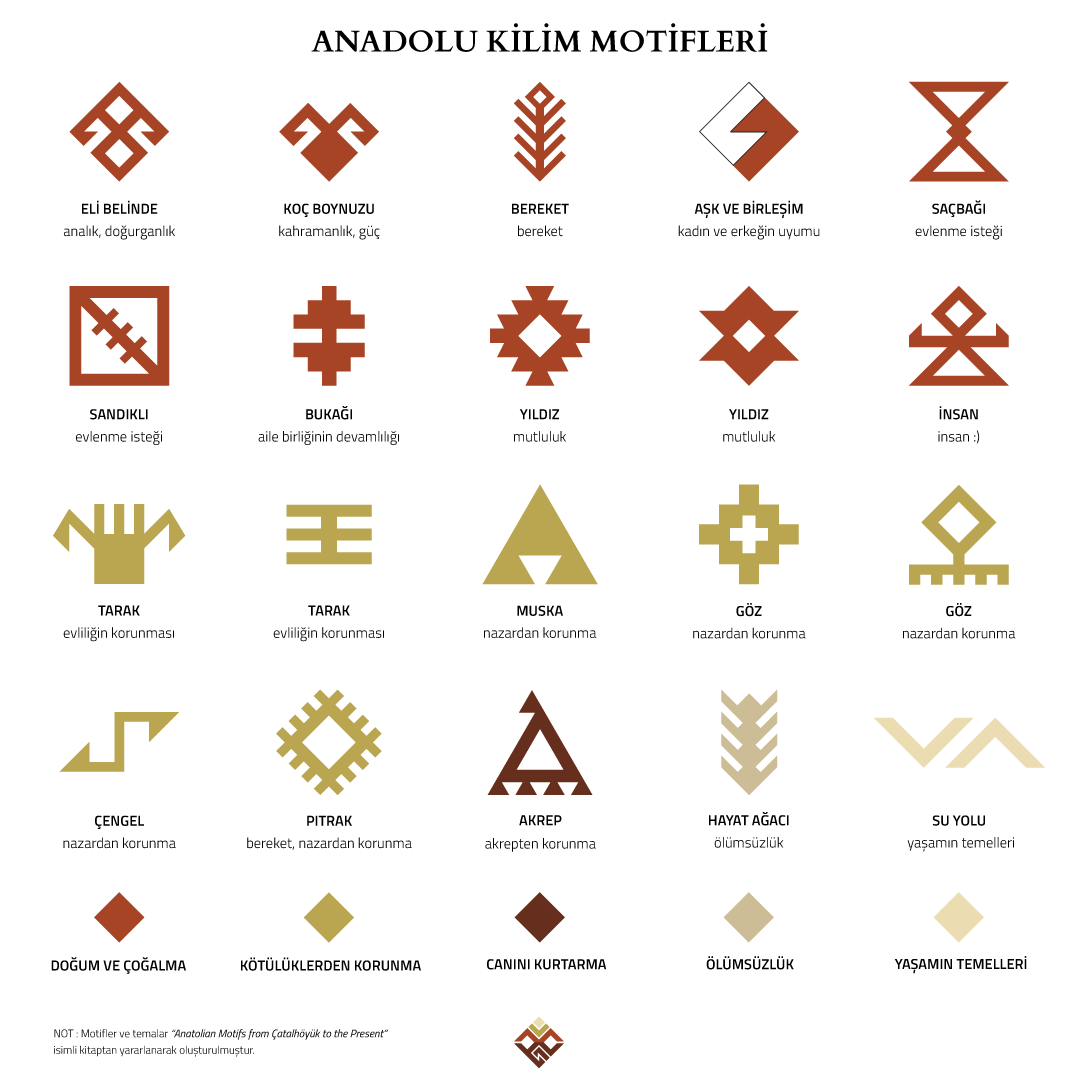 ANADOLU KİLİM MOTİFLERİ
ELİ BELİNDE
analık, doğurganlık
KOÇ BOYNUZU
kahramanlık, güç
BEREKET
bereket
AŞK VE BİRLEŞİM
kadın ve erkeğin uyumu
SAÇBAĞI
evlenme isteği
SANDIKLI
evlenme isteği
BUKAĞI
aile birliğinin devamlılığı
YILDIZ
mutluluk
YILDIZ
mutluluk
İNSAN
insan :)
TARAK
evliliğin korunması
TARAK
evliliğin korunması
MUSKA
nazardan korunma
GÖZ
nazardan korunma
GÖZ
nazardan korunma
ÇENGEL
nazardan korunma
PITRAK
bereket, nazardan korunma
AKREP
akrepten korunma
HAYAT AĞACI
ölümsüzlük
SU YOLU
yaşamın temelleri
DOĞUM VE ÇOĞALMA
KÖTÜLÜKLERDEN KORUNMA
CANINI KURTARMA
ÖLÜMSÜZLÜK
YAŞAMIN TEMELLERİ
NOT : Motifler ve temalar “Anatolian Motifs from Çatalhöyük to the Present”
isimli kitaptan yararlanarak oluşturulmuştur.